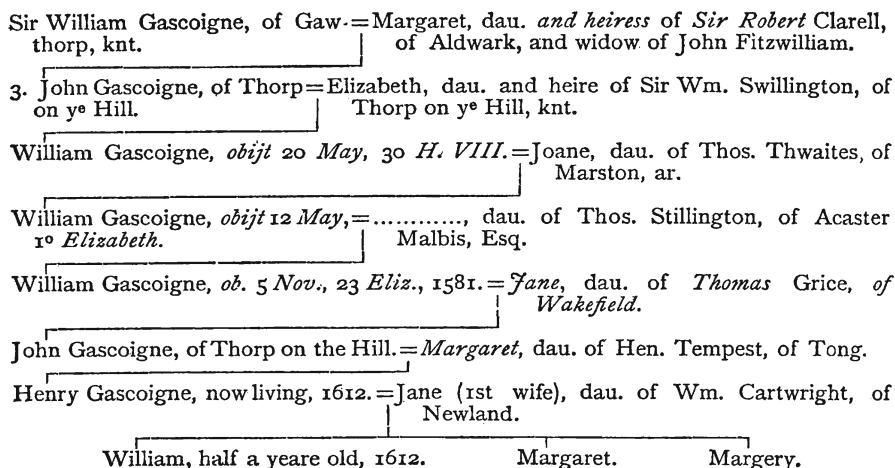 Sir William Gascoigne, of Gaw-=Margaret, dau. and heiress of Sir Robert Clarell,
thorp, knt. of Aldwark, and widow of John Fitzwilliam.
3. John Gascoigne, of Thorp=Elizabeth, dau. and heire of Sir Wm. Swillington, of
on yᵉ Hill. Thorp on yᵉ Hill, knt.
William Gascoigne, obijt 20 May, 30 H. VIII.=Joane, dau. of Thos. Thwaites, of
Marston, ar.
William Gascoigne, obijt 12 May,=............, dau. of Thos. Stillington, of Acaster
1º Elizabeth. Malbis, Esq.
William Gascoigne, ob. 5 Nov., 23 Eliz., 1581.=Jane, dau. of Thomas Grice, of
Wakefield.
John Gascoigne, of Thorp on the Hill.=Margaret, dau. of Hen. Tempest, of Tong.
Henry Gascoigne, now living, 1612.=Jane (1st wife), dau. of Wm. Cartwright, of
Newland.
William, half a yeare old, 1612. Margaret. Margery.